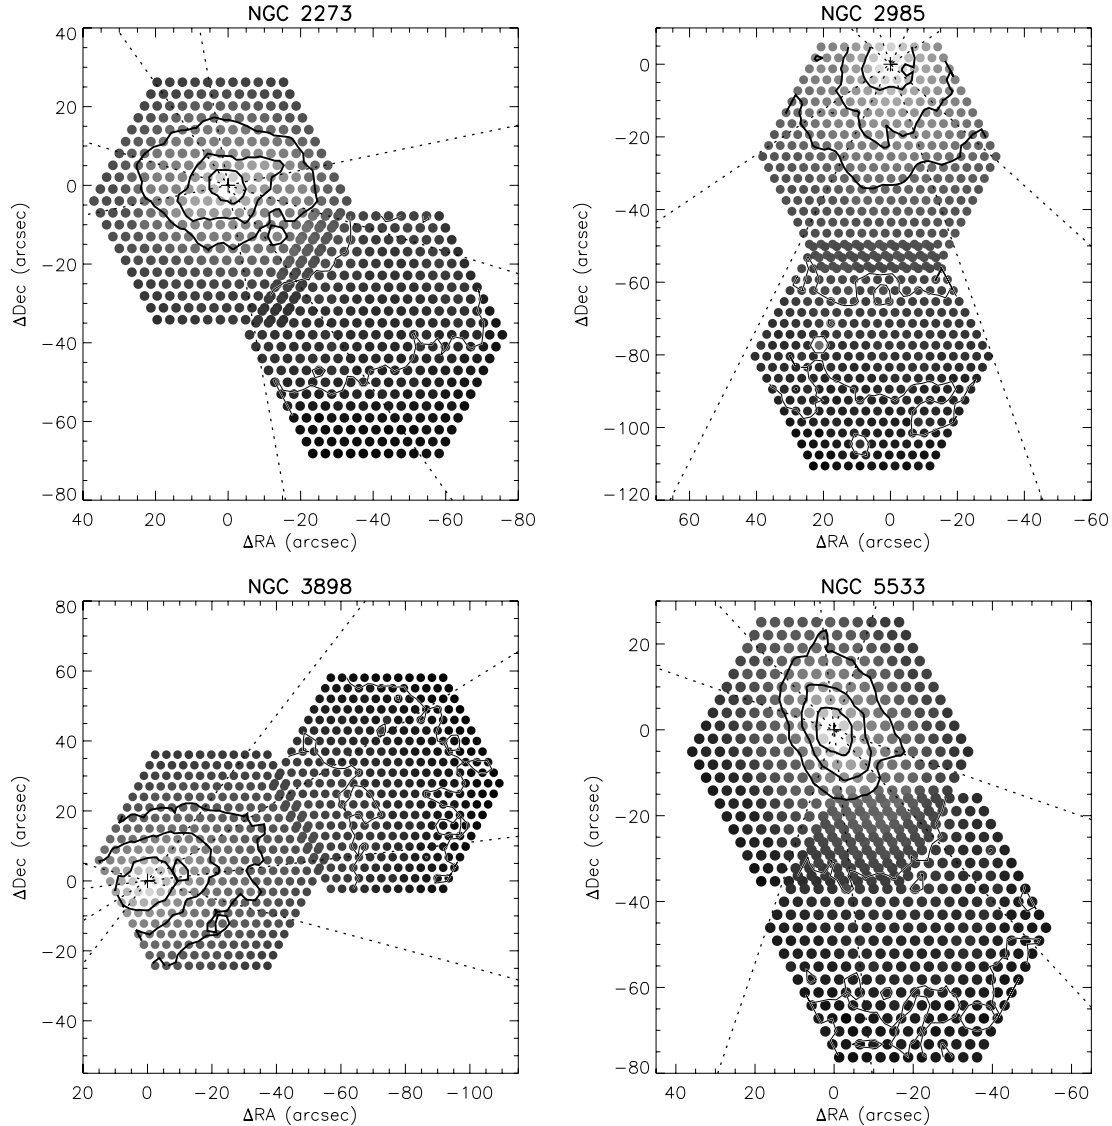 NGC 2273
40
20
0
−20
−40
−60
−80
ΔDec (arcsec)
40 20 0 −20 −40 −60 −80
ΔRA (arcsec)
NGC 2985
0
−20
−40
−60
−80
−100
−120
ΔDec (arcsec)
60 40 20 0 −20 −40 −60
ΔRA (arcsec)
NGC 3898
80
60
40
20
0
−20
−40
ΔDec (arcsec)
20 0 −20 −40 −60 −80 −100
ΔRA (arcsec)
NGC 5533
20
0
−20
−40
−60
−80
ΔDec (arcsec)
40 20 0 −20 −40 −60
ΔRA (arcsec)